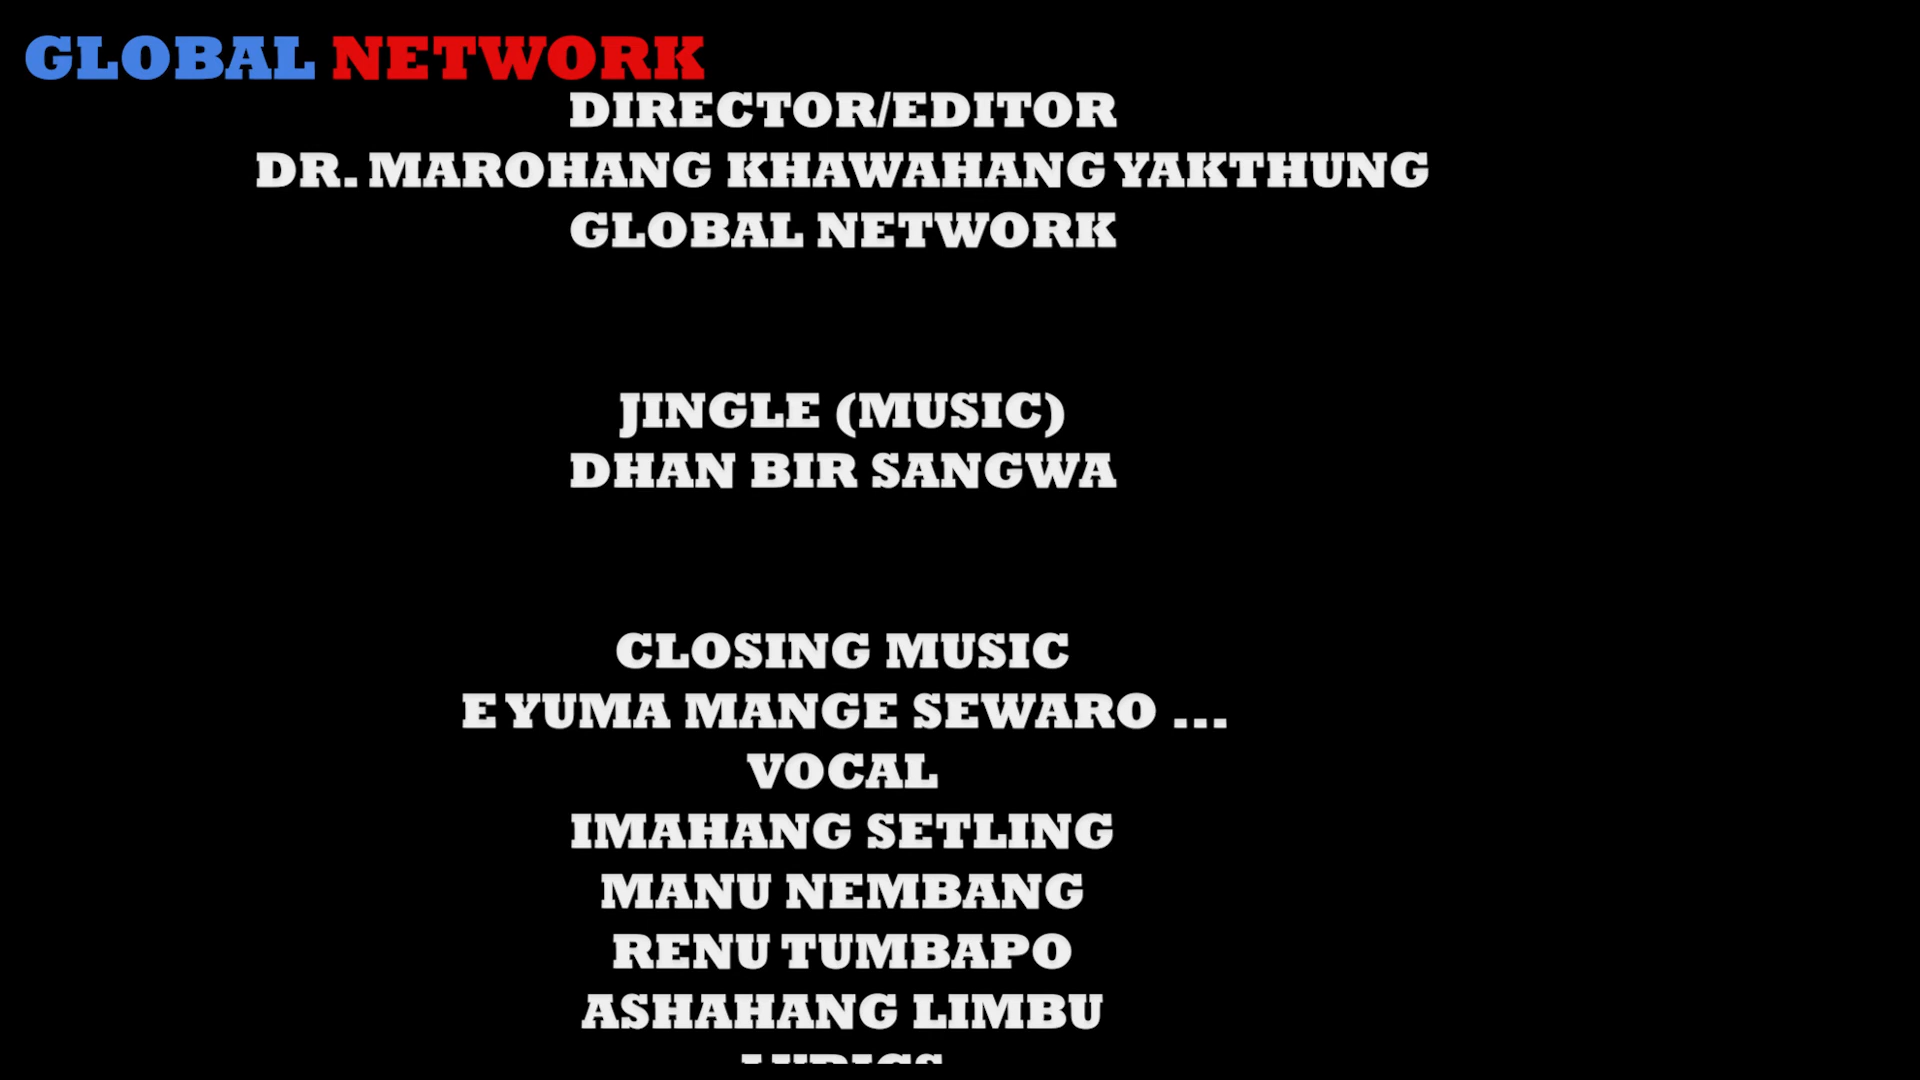 GLOBAL NETWORK
DIRECTOR/EDITOR
DR. MAROHANG KHAWAHANG YAKTHUNG
GLOBAL NETWORK
JINGLE (MUSIC)
DHAN BIR SANGWA
CLOSING MUSIC
E YUMA MANGE SEWARO ...
VOCAL
IMAHANG SETLING
MANU NEMBANG
RENU TUMBAPO
ASHAHANG LIMBU
LYRICS